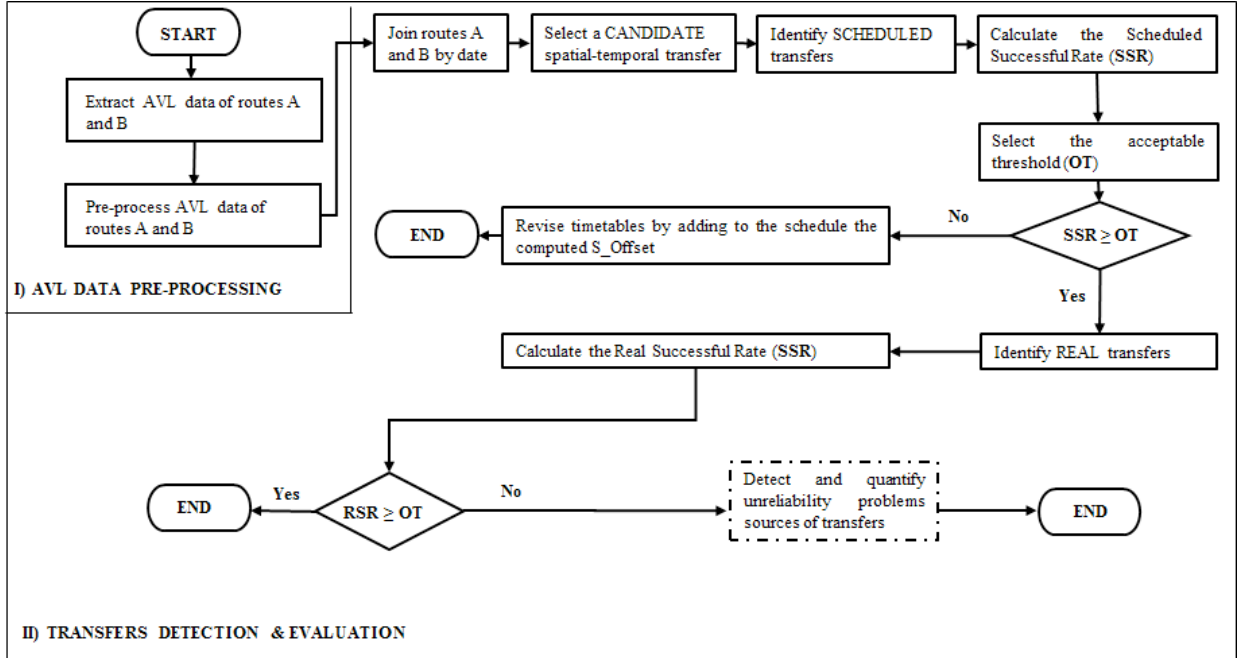 START
Extract AVL data of routes A
and B
Pre-process AVL data of
routes A and B
I) AVL DATA PRE-PROCESSING
Join routes A
and B by date
Select a CANDIDATE
spatial-temporal transfer
Identify SCHEDULED
transfers
Calculate the Scheduled
Successful Rate (SSR)
Select the acceptable
threshold (OT)
SSR ≥ OT
No
Revise timetables by adding to the schedule the
computed S_Offset
END
Yes
Identify REAL transfers
Calculate the Real Successful Rate (SSR)
RSR ≥ OT
Yes
END
No
Detect and quantify
unreliability problems
sources of transfers
END
II) TRANSFERS DETECTION & EVALUATION